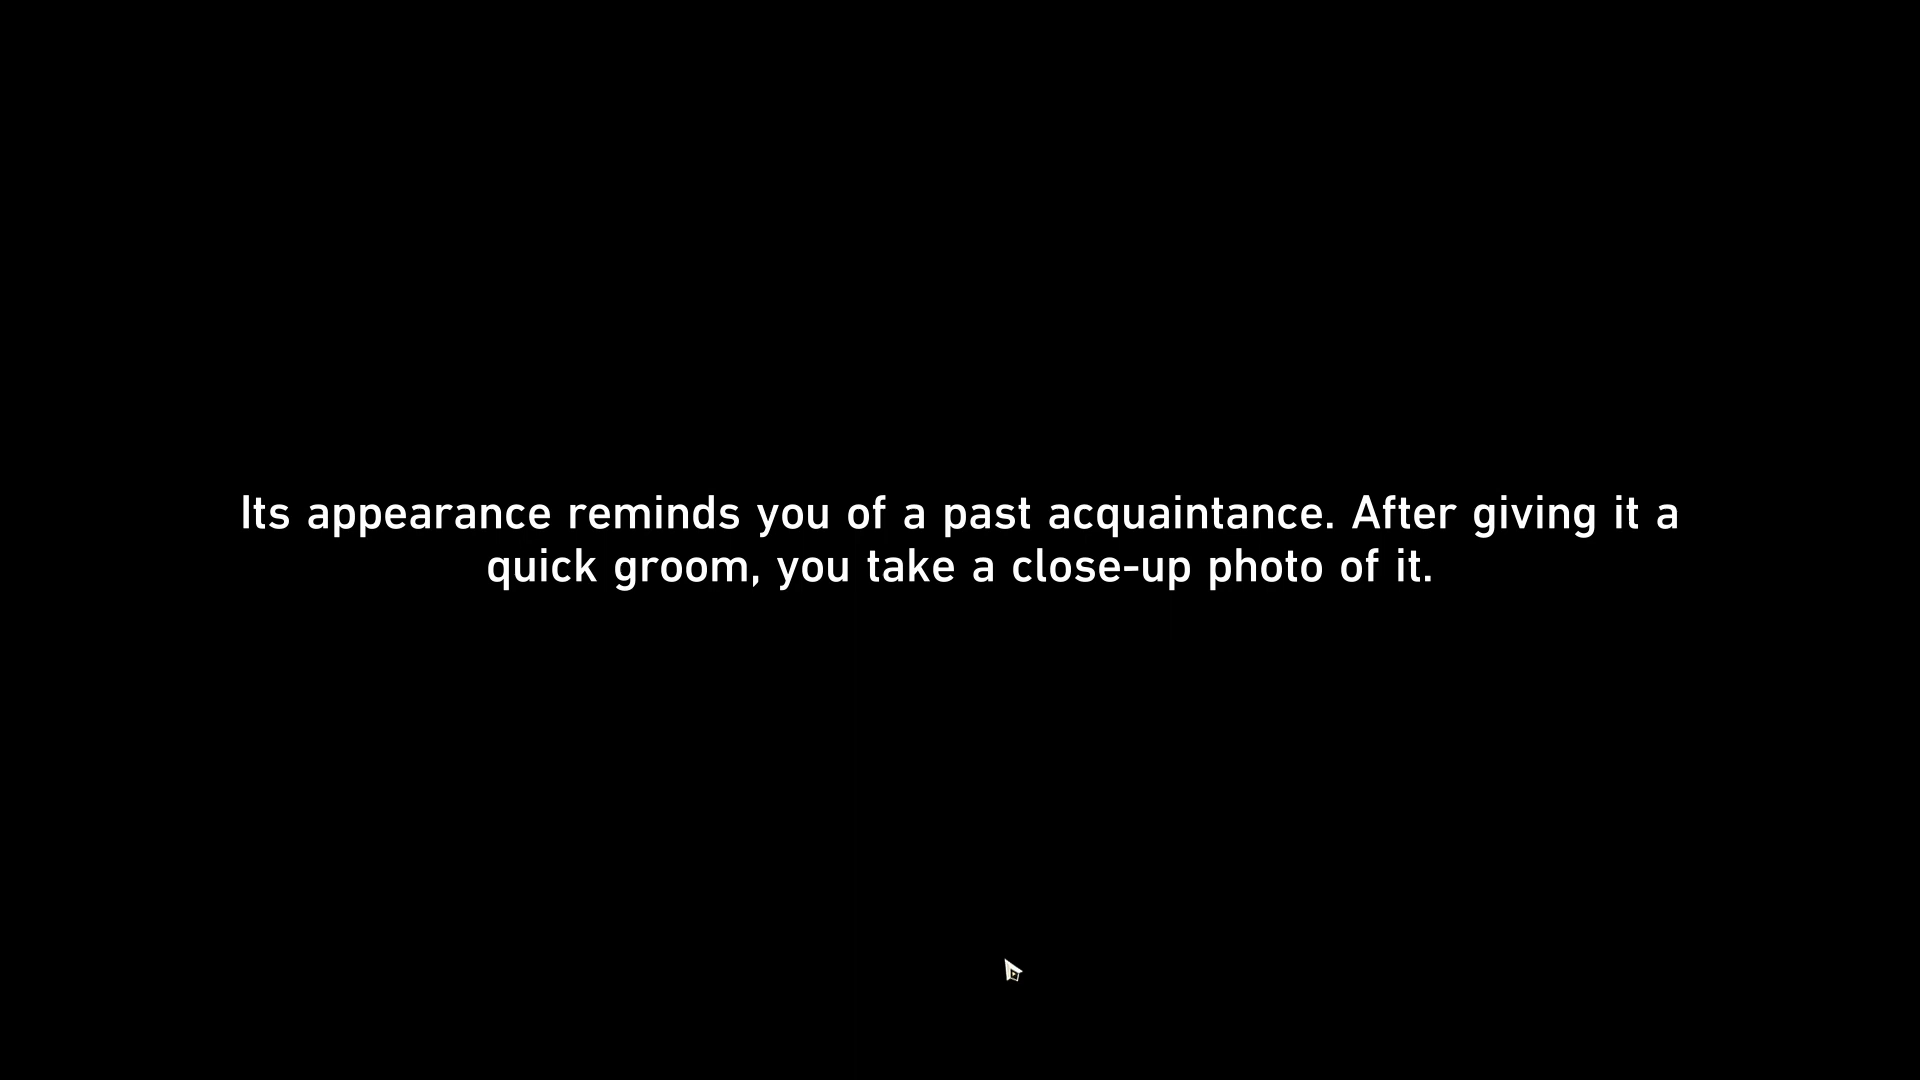 Its appearance reminds you of a past acquaintance. After giving it a
quick groom, you take a close-up photo of it.